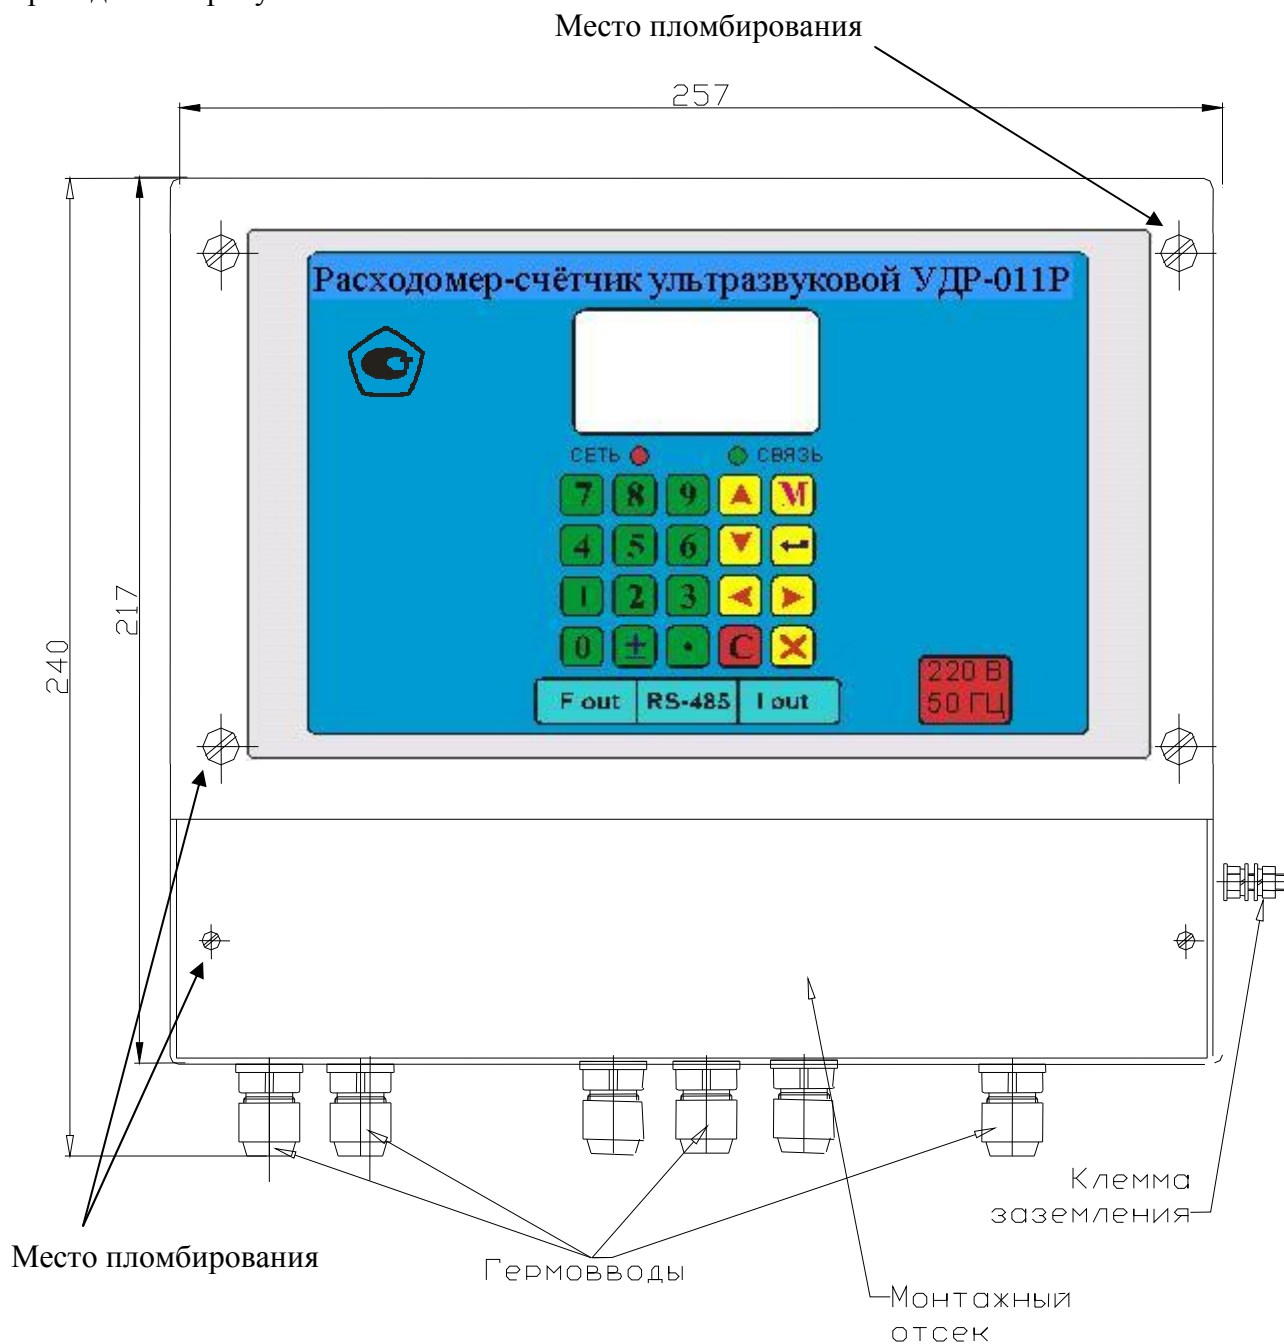 Место пломбирования
257
Расходомер-счётчик ультразвуковой УДР-011Р
СЕТЬ СВЯЗЬ
7 8 9 M
4 5 6
1 2 3
0 ± . C
220 В
50 ГЦ
F out RS-485 I out
217
240
Клемма
заземления
Место пломбирования
Гермовводы
Монтажный
отсек